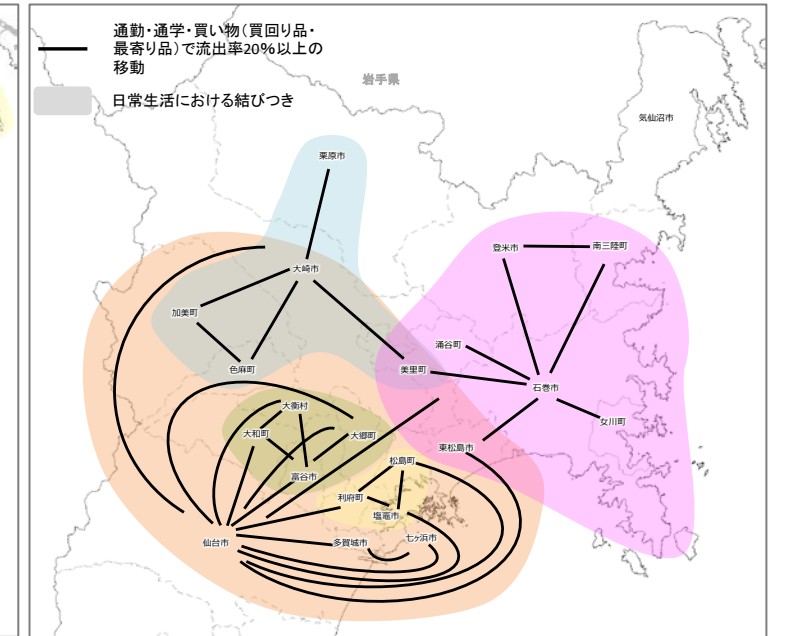 通勤・通学・買い物(買回り品・
最寄り品)で流出率20%以上の
移動
日常生活における結びつき
岩手県
気仙沼市
栗原市
登米市
南三陸町
大崎市
加美町
涌谷町
色麻町
美里町
石巻市
大衡村
女川町
大和町
大郷町
東松島市
松島町
富谷市
利府町
塩竈市
仙台市
多賀城市
七ヶ浜市